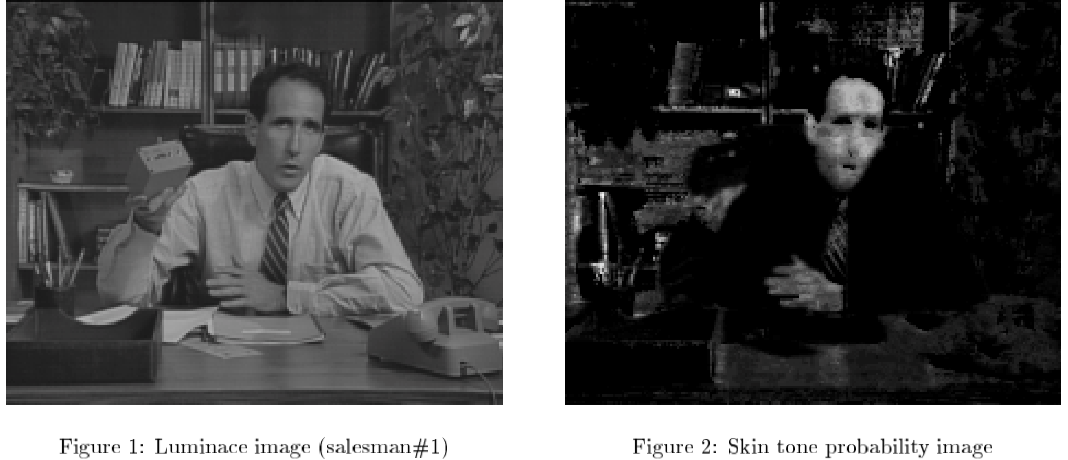 Figure 1: Luminace image (salesman#1)
Figure 2: Skin tone probability image